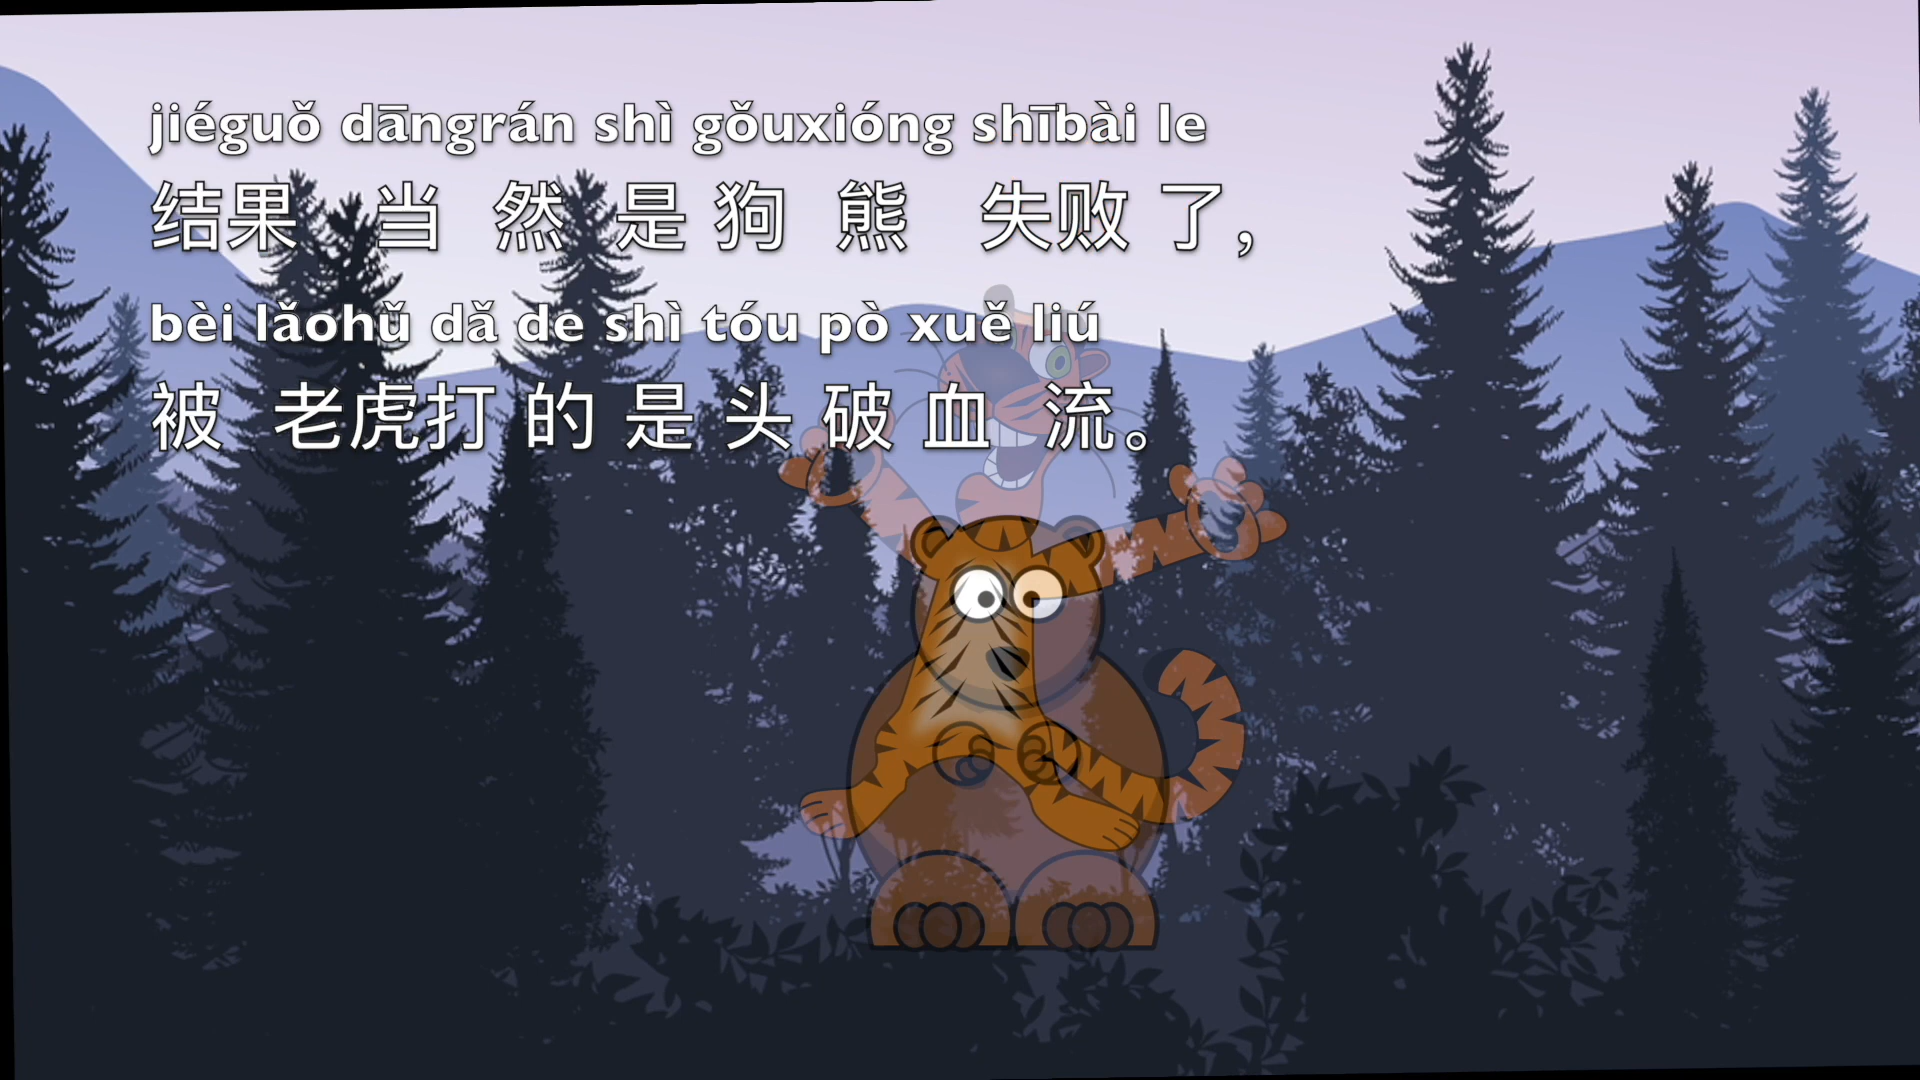 jiéguǒ dāngrán shì gǒuxióng shībài le
结果 当 然 是 狗 熊 失败 了，
bèi lǎohǔ dǎ de shì tóu pò xuě liú
被 老虎打 的 是 头 破 血 流。